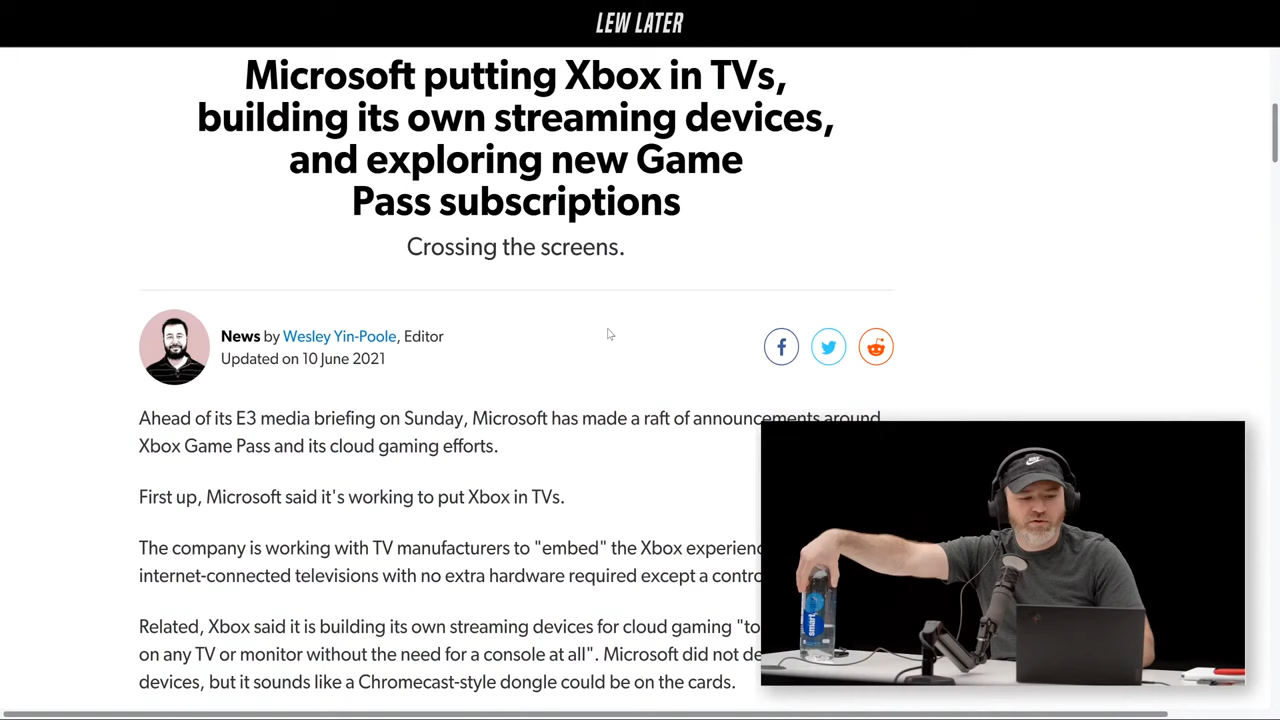 LEW LATER
Microsoft putting Xbox in TVs,
building its own streaming devices,
and exploring new Game
Pass subscriptions
Crossing the screens.
News by Wesley Yin-Poole, Editor
Updated on 10 June 2021
Ahead of its E3 media briefing on Sunday, Microsoft has made a raft of announcements around
Xbox Game Pass and its cloud gaming efforts.
First up, Microsoft said it's working to put Xbox in TVs.
The company is working with TV manufacturers to "embed" the Xbox
internet-connected televisions with no extra hardware required except a
Related, Xbox said it is building its own streaming devices for cloud gaming "to
on any TV or monitor without the need for a console at all". Microsoft did not
devices, but it sounds like a Chromecast-style dongle could be on the cards.
smart